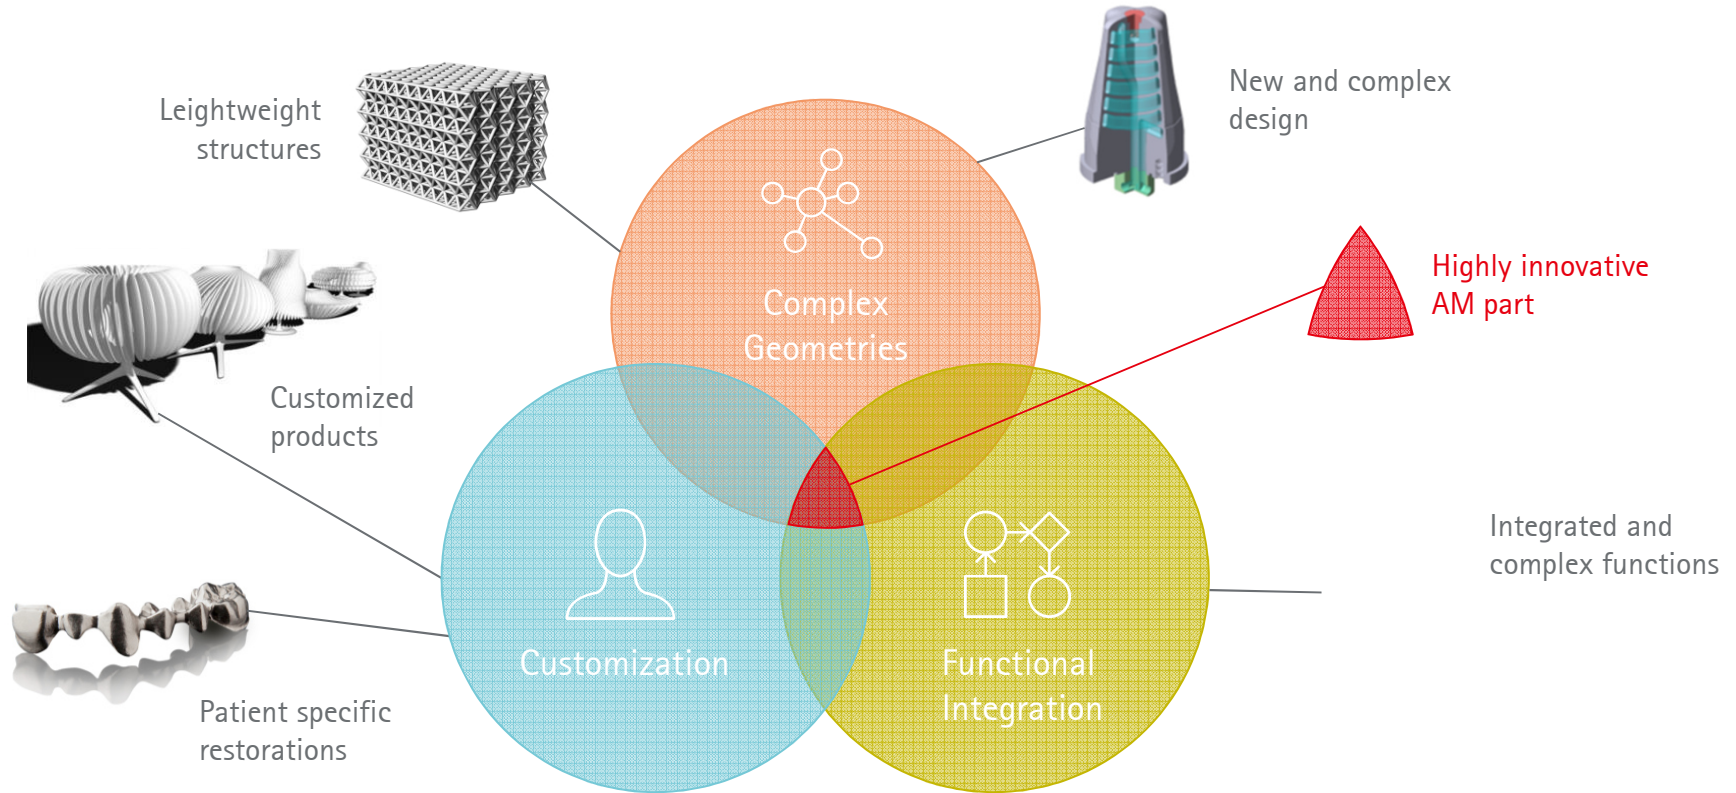 New and complex
design
Leightweight
structures
Highly innovative
AM part
Complex
Geometries
Customized
products
Integrated and
complex functions
Customization
Functional
Integration
Patient specific
restorations